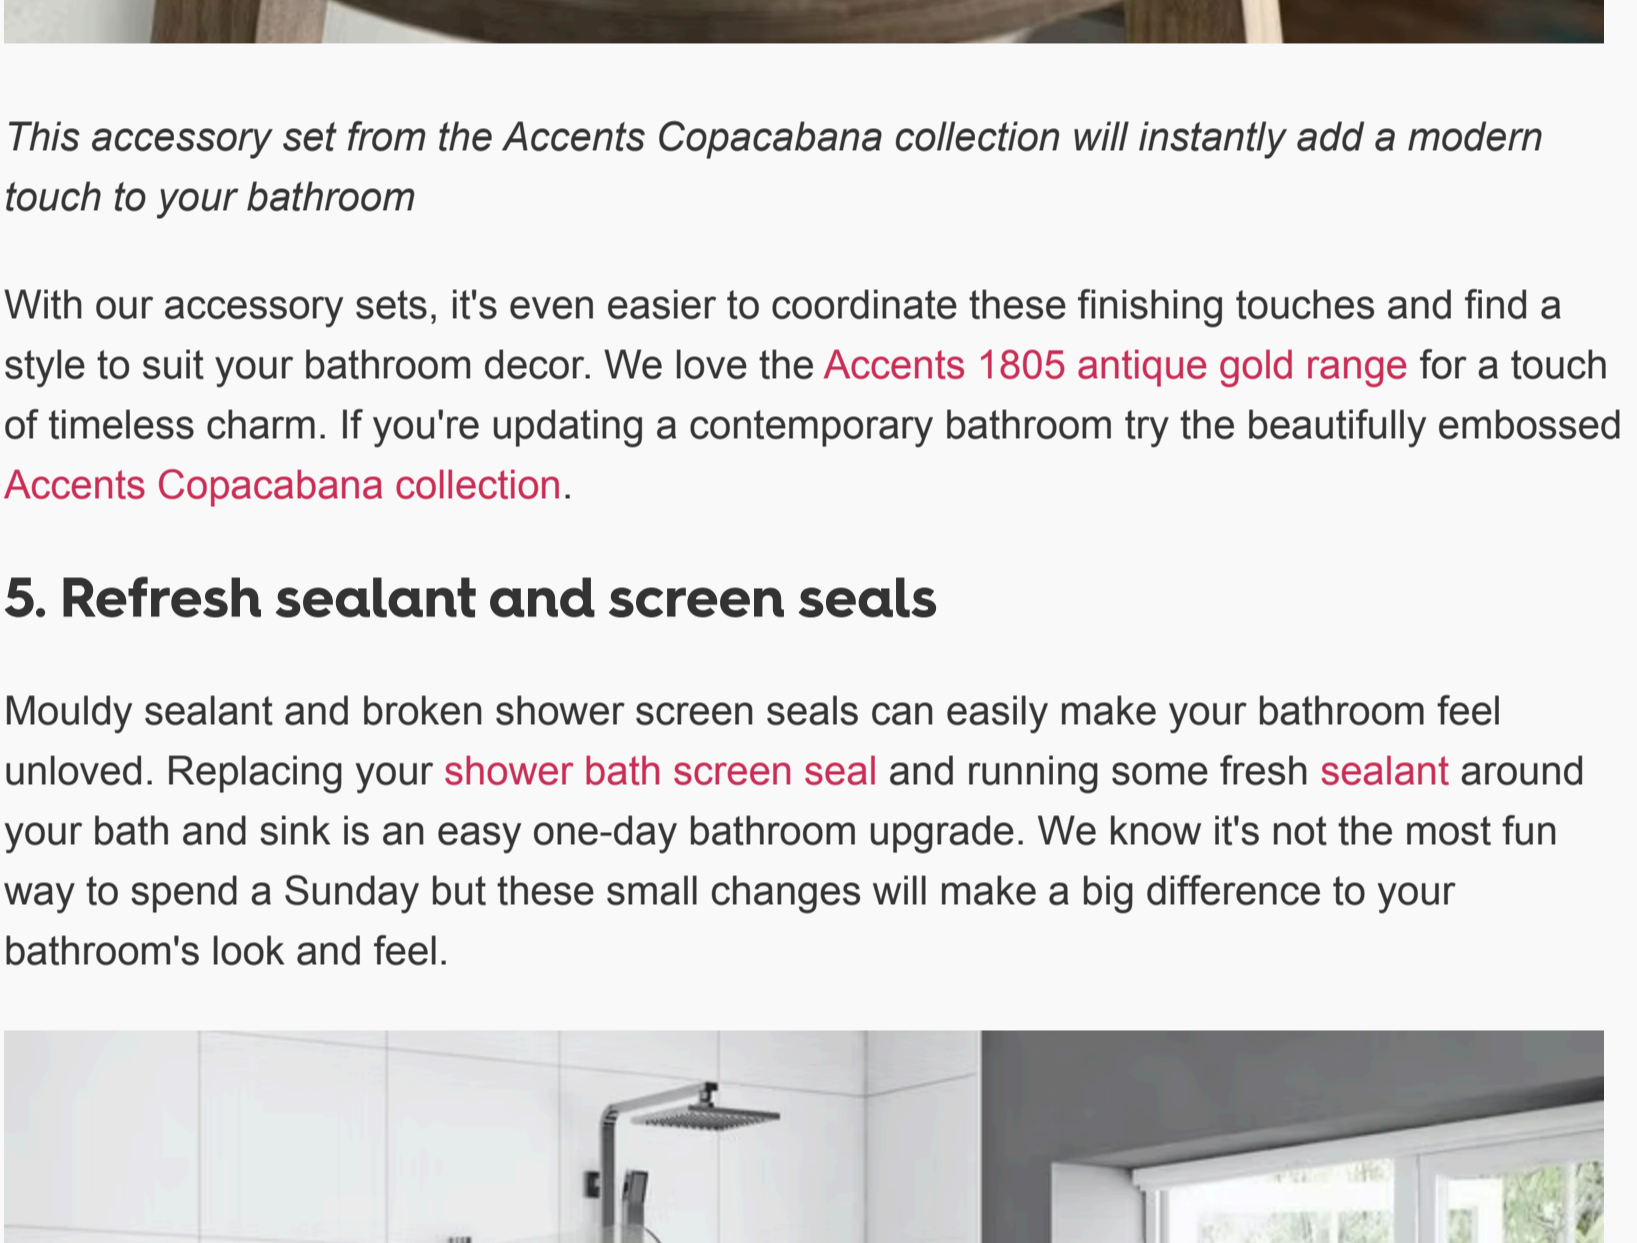 This accessory set from the Accents Copacabana collection will instantly add a modern
touch to your bathroom
With our accessory sets, it's even easier to coordinate these finishing touches and find a
style to suit your bathroom decor. We love the Accents 1805 antique gold range for a touch
of timeless charm. If you're updating a contemporary bathroom try the beautifully embossed
Accents Copacabana collection.
5. Refresh sealant and screen seals
Mouldy sealant and broken shower screen seals can easily make your bathroom feel
unloved. Replacing your shower bath screen seal and running some fresh sealant around
your bath and sink is an easy one-day bathroom upgrade. We know it's not the most fun
way to spend a Sunday but these small changes will make a big difference to your
bathroom's look and feel.